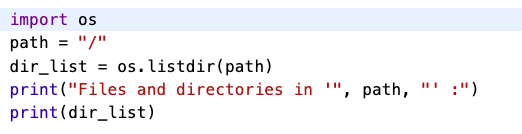 import os
path = "/"
dir_list = os.listdir(path)
print("Files and directories in '", path, "' :")
print(dir_list)